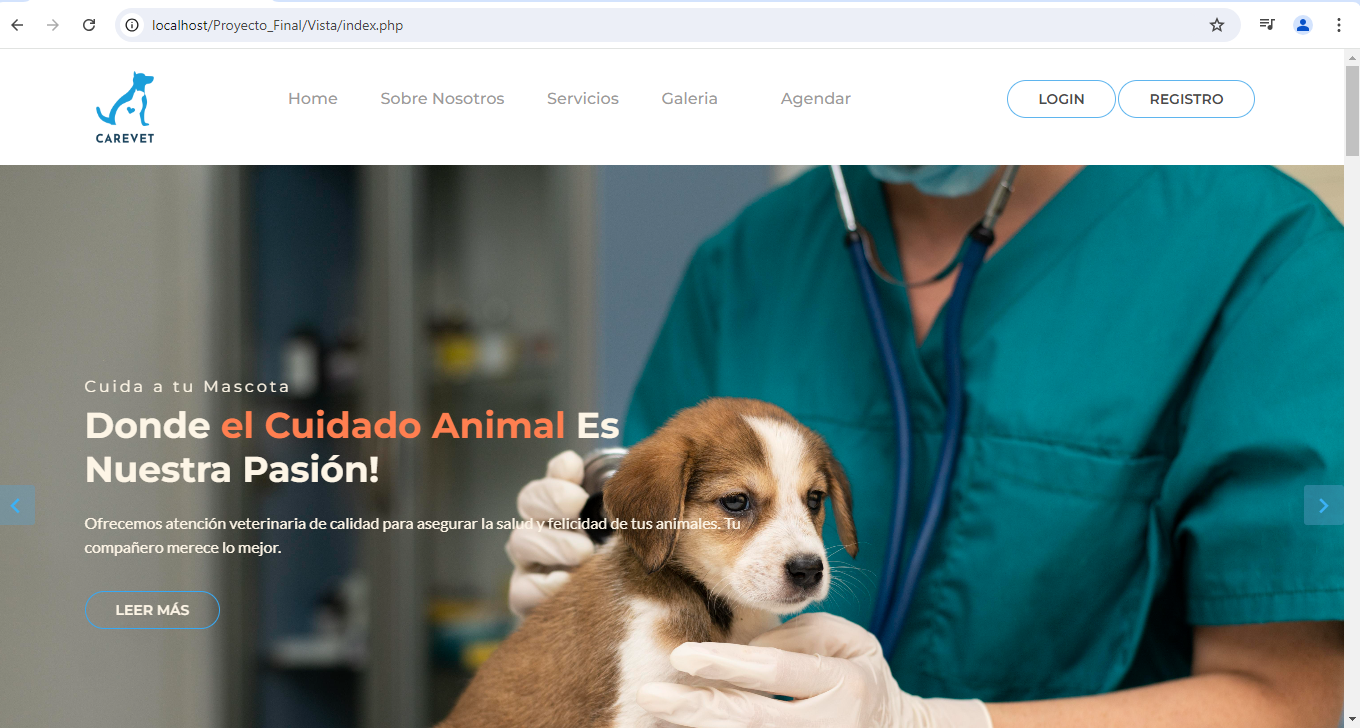 localhost/Proyecto_Final/Vista/index.php
CAREVET
Home Sobre Nosotros Servicios Galeria Agendar
LOGIN REGISTRO
Cuida a tu Mascota
Donde el Cuidado Animal Es
Nuestra Pasión!
Ofrecemos atención veterinaria de calidad para asegurar la salud y felicidad de tus animales. Tu
compañero merece lo mejor.
LEER MÁS